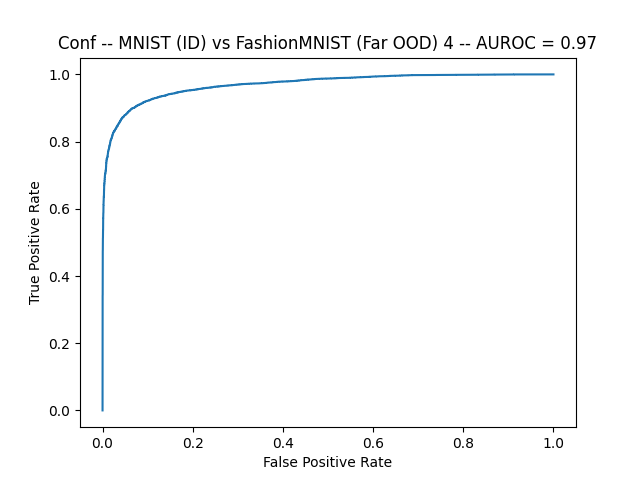 Conf -- MNIST (ID) vs FashionMNIST (Far OOD) 4 -- AUROC = 0.97
1.0
0.8
0.6
0.4
0.2
0.0
True Positive Rate
0.0 0.2 0.4 0.6 0.8 1.0
False Positive Rate